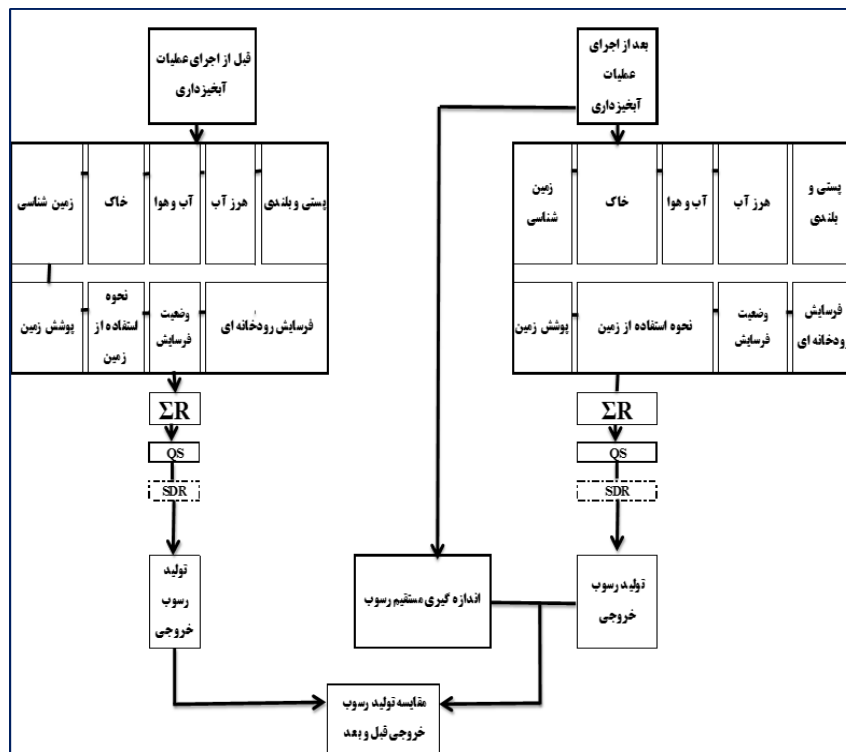 بعد از اجرای
عملیات
آبخیزداری
قبل از اجرای عملیات
آبخیزداری
پستی و
بلندی
هرز آب
آب و هوا
خاک
زمین
شناسی
پستی و بلندی
هرز آب
آب و هوا
خاک
زمین شناسی
فرسایش
رودخانه ای
وضعیت
فرسایش
نحوه استفاده از زمین
پوشش زمین
فرسایش رودخانه ای
وضعیت
فرسایش
نحوه
استفاده از
زمین
پوشش زمین
ΣR
ΣR
QS
QS
SDR
SDR
تولید رسوب
خروجی
اندازه گیری مستقیم رسوب
تولید
رسوب
خروجی
مقایسه تولید رسوب
خروجی قبل و بعد